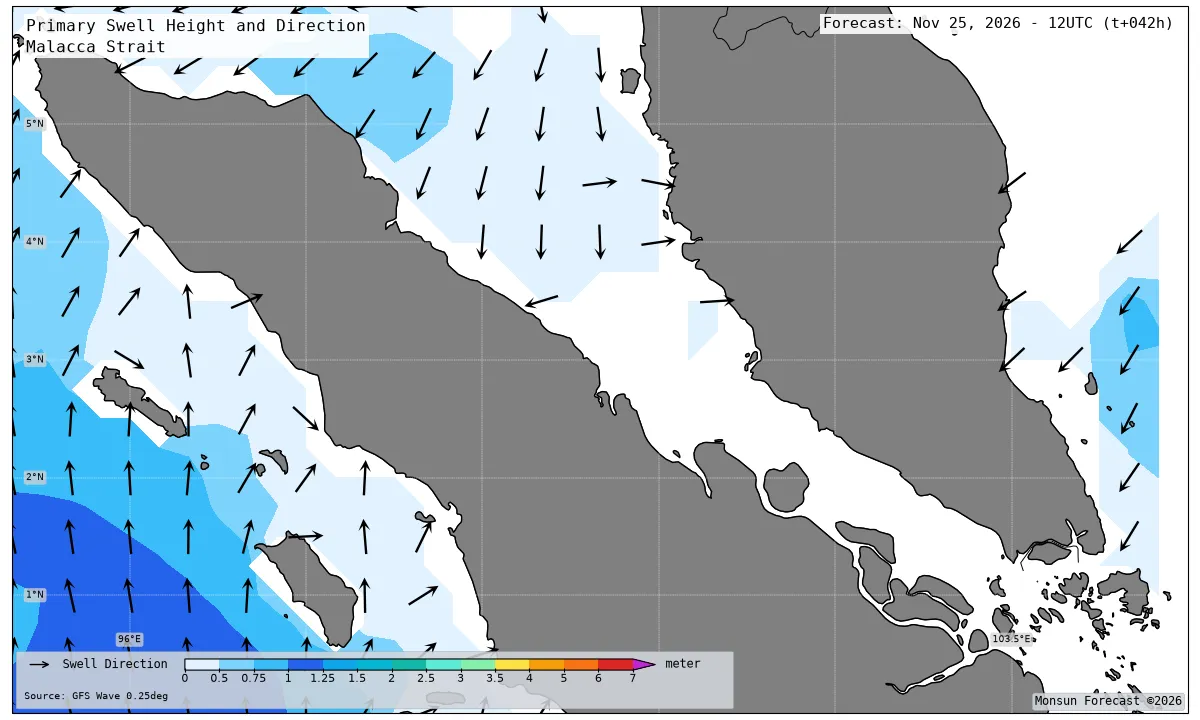 Primary Swell Height and Direction
Malacca Strait
Forecast: Nov 25, 2026 - 12UTC (t+042h)
5°N
4°N
3°N
2°N
1°N
96°E
103.5°E
Swell Direction
0 0.5 0.75 1 1.25 1.5 2 2.5 3 3.5 4 5 6 7
meter
Source: GFS Wave 0.25deg
Monsun Forecast ©2026